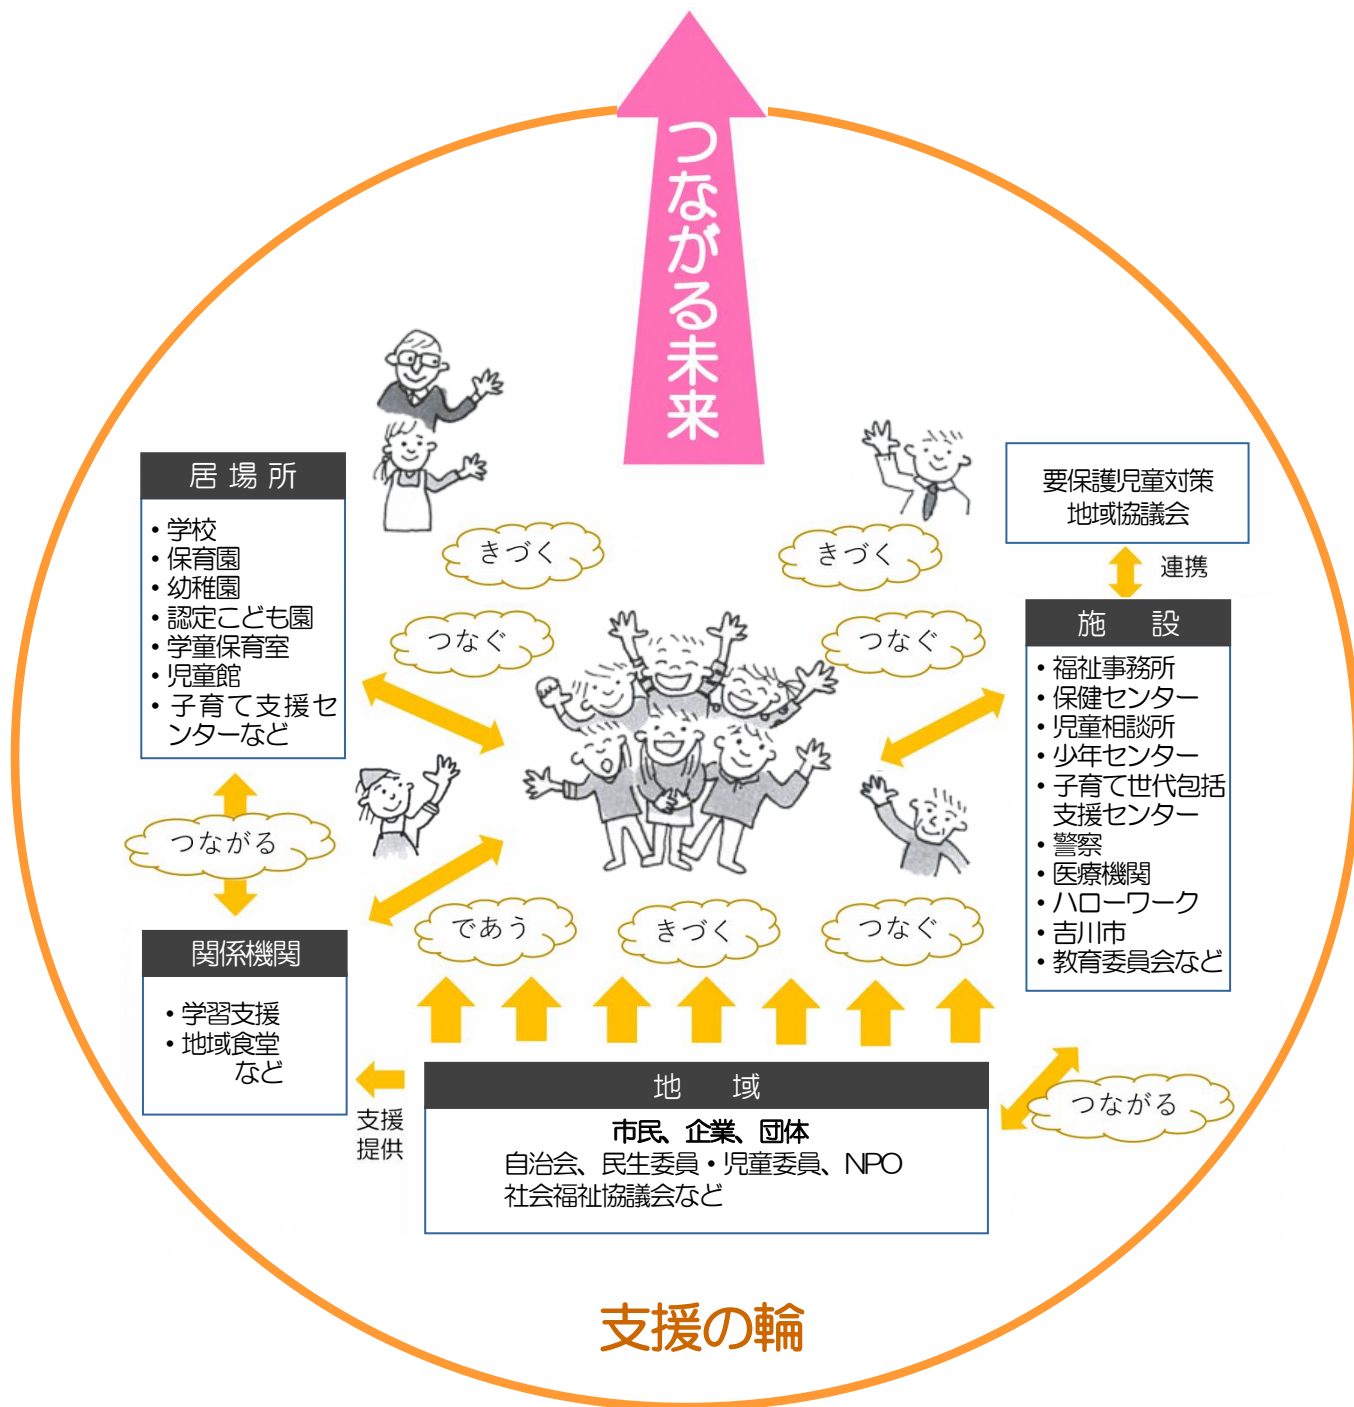 つながる未来
居場所
・学校
・保育園
・幼稚園
・認定こども園
・学童保育室
・児童館
・子育て支援セ
ンターなど
きづく
つなぐ
きづく
つなぐ
要保護児童対策
地域協議会
連携
施 設
・福祉事務所
・保健センター
・児童相談所
・少年センター
・子育て世代包括
支援センター
・警察
・医療機関
・ハローワーク
・吉川市
・教育委員会など
つながる
関係機関
・学習支援
・地域食堂
など
であう
きづく
つなぐ
支援
提供
地 域
市民、企業、団体
自治会、民生委員・児童委員、NPO
社会福祉協議会など
つながる
支援の輪